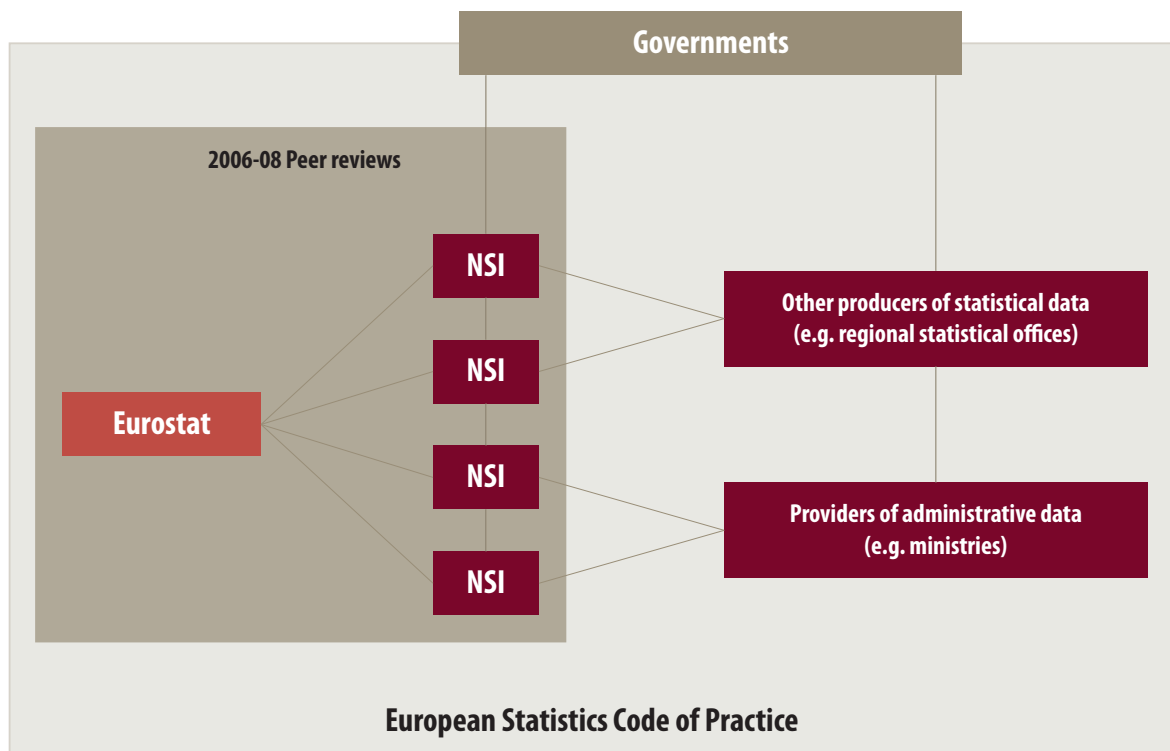 Governments
2006-08 Peer reviews
NSI
Other producers of statistical data
(e.g. regional statistical offices)
NSI
Eurostat
NSI
Providers of administrative data
(e.g. ministries)
NSI
European Statistics Code of Practice